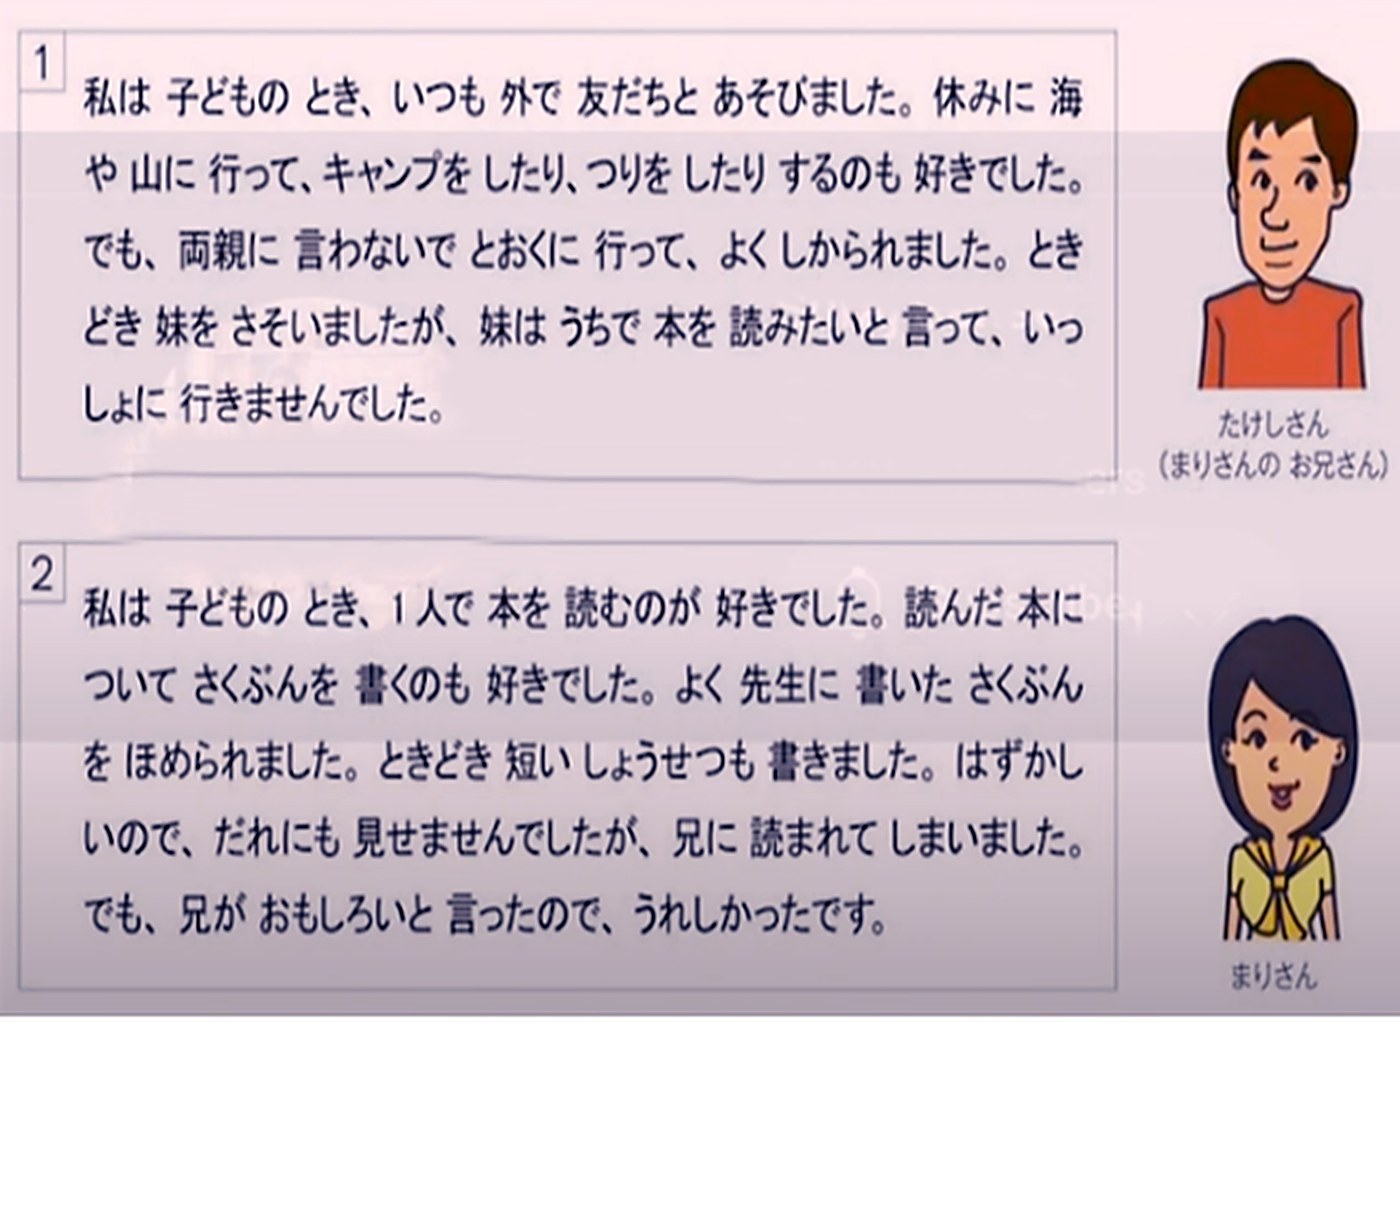 1
私は 子どもの とき、いつも 外で 友だちと あそびました。休みに 海
や 山に 行って、キャンプを したり、つりを したり するのも 好きでした。
でも、両親に 言わないで とおくに 行って、よく しかられました。とき
どき 妹を さそいましたが、妹は うちで 本を 読みたいと 言って、いっ
しょに 行きませんでした。
たけしさん
（まりさんの お兄さん）
2
私は 子どもの とき、1人で 本を 読むのが 好きでした。読んだ 本に
ついて さくぶんを 書くのも 好きでした。よく 先生に 書いた さくぶん
を ほめられました。ときどき 短い しょうせつも 書きました。はずかし
いので、だれにも 見せませんでしたが、兄に 読まれて しまいました。
でも、兄が おもしろいと 言ったので、うれしかったです。
まりさん